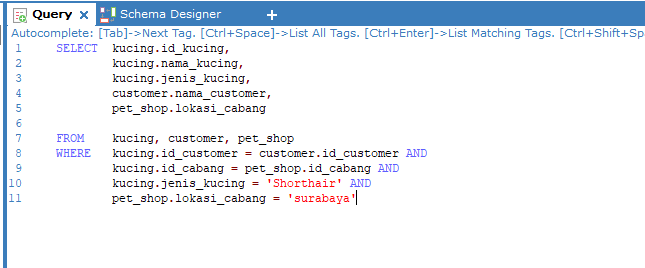 Query Schema Designer
Autocomplete: [Tab]->Next Tag. [Ctrl+Space]->List All Tags. [Ctrl+Enter]->List Matching Tags. [Ctrl+Shift+Spa
1 SELECT kucing.id_kucing,
2 kucing.nama_kucing,
3 kucing.jenis_kucing,
4 customer.nama_customer,
5 pet_shop.lokasi_cabang
6
7 FROM kucing, customer, pet_shop
8 WHERE kucing.id_customer = customer.id_customer AND
9 kucing.id_cabang = pet_shop.id_cabang AND
10 kucing.jenis_kucing = 'Shorthair' AND
11 pet_shop.lokasi_cabang = 'surabaya'